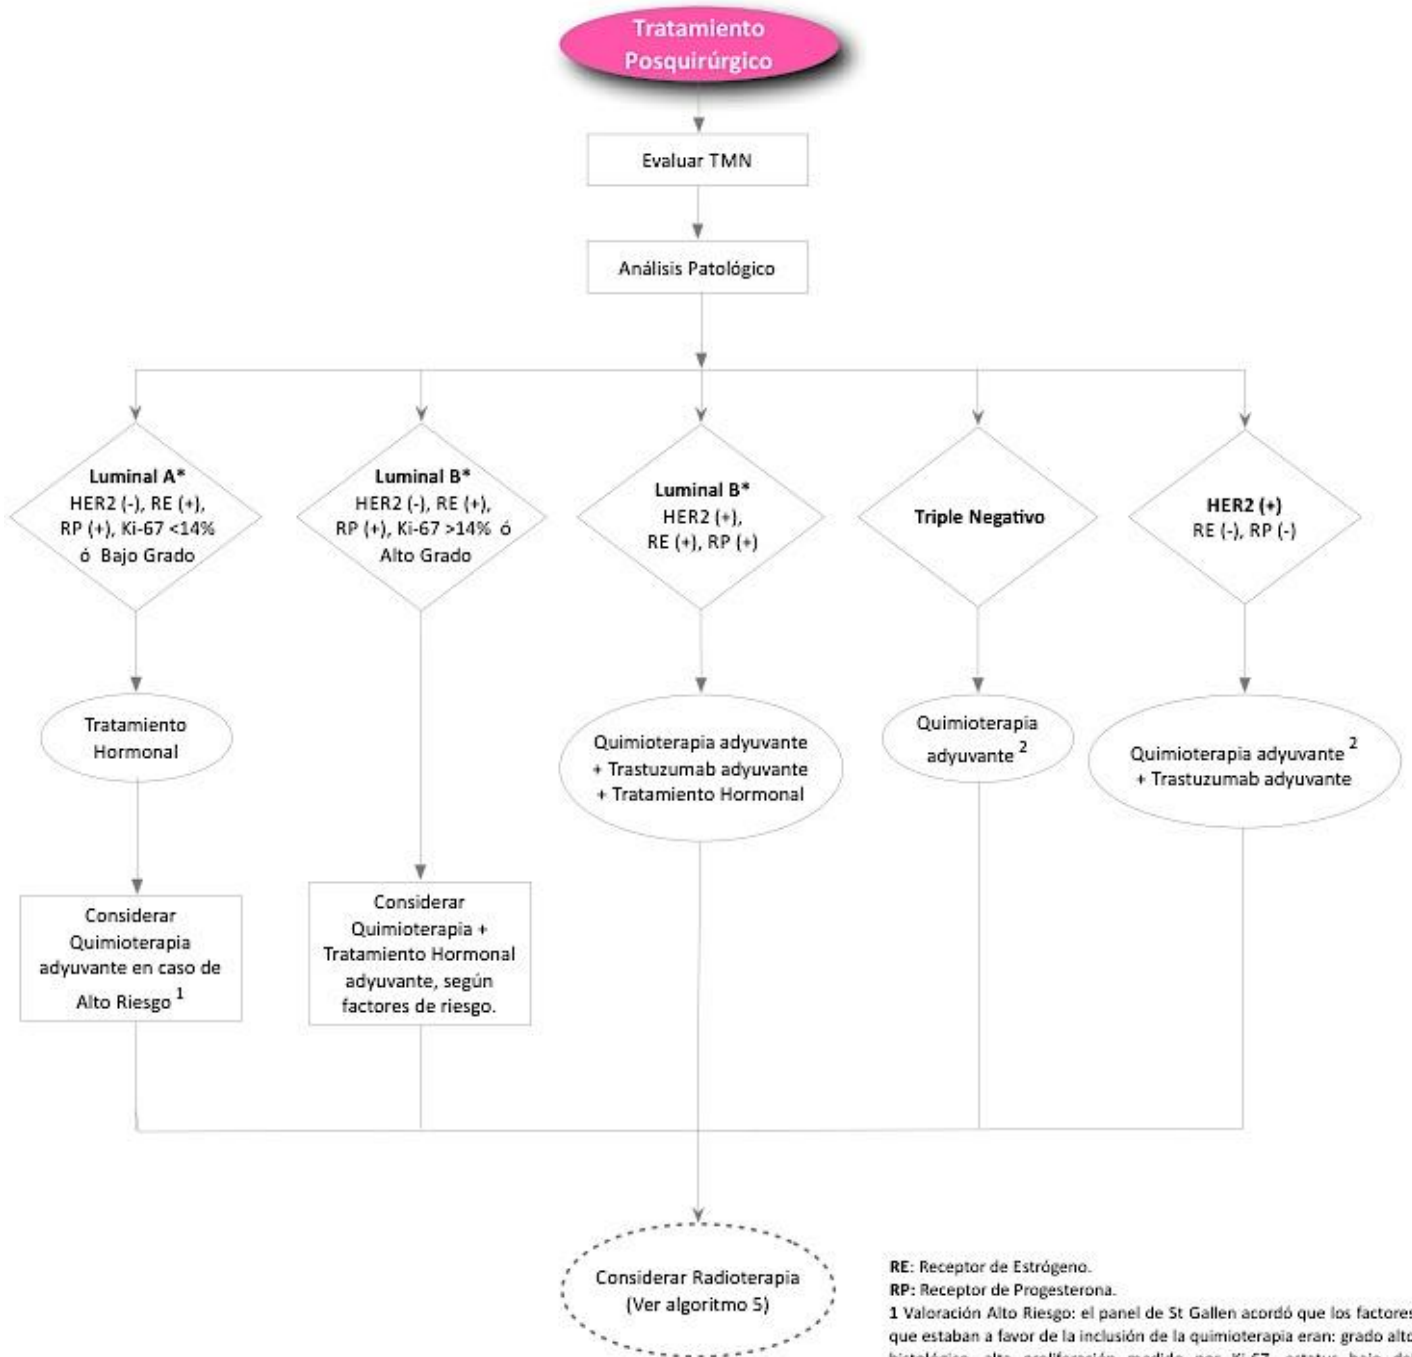 Tratamiento
Posquirúrgico
Evaluar TMN
Análisis Patológico
Luminal A*
HER2 (-), RE (+),
RP (+), Ki-67 <14%
ó Bajo Grado
Luminal B*
HER2 (-), RE (+),
RP (+), Ki-67 >14% ó
Alto Grado
Luminal B*
HER2 (+),
RE (+), RP (+)
Triple Negativo
HER2 (+)
RE (-), RP (-)
Tratamiento
Hormonal
Quimioterapia adyuvante
+ Trastuzumab adyuvante
+ Tratamiento Hormonal
Quimioterapia
adyuvante 2
Quimioterapia adyuvante 2
+ Trastuzumab adyuvante
Considerar
Quimioterapia
adyuvante en caso de
Alto Riesgo 1
Considerar
Quimioterapia +
Tratamiento Hormonal
adyuvante, según
factores de riesgo.
Considerar Radioterapia
(Ver algoritmo 5)
RE: Receptor de Estrógeno.
RP: Receptor de Progesterona.
1 Valoración Alto Riesgo: el panel de St Gallen acordó que los factores
que estaban a favor de la inclusión de la quimioterapia eran: grado alto